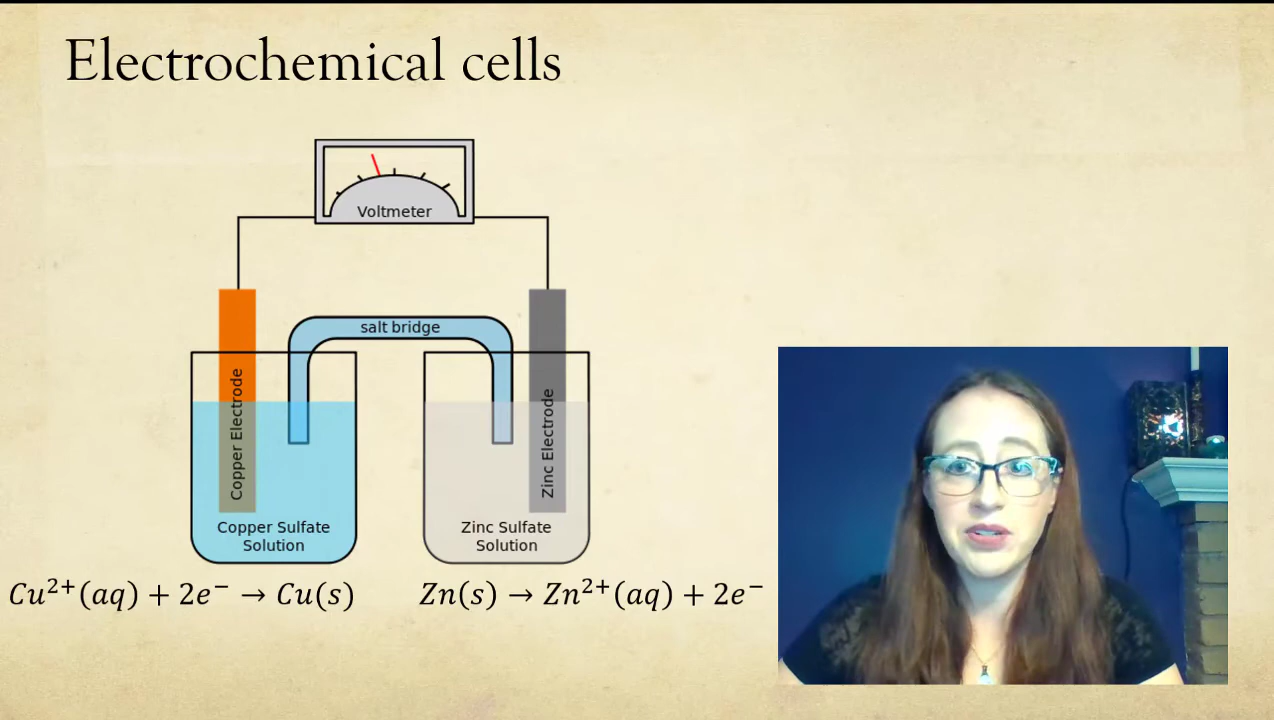 Electrochemical cells
Voltmeter
salt bridge
Copper Electrode
Zinc Electrode
Copper Sulfate
Solution
Zinc Sulfate
Solution
Cu²⁺(aq) + 2e⁻ → Cu(s)
Zn(s) → Zn²⁺(aq) + 2e⁻